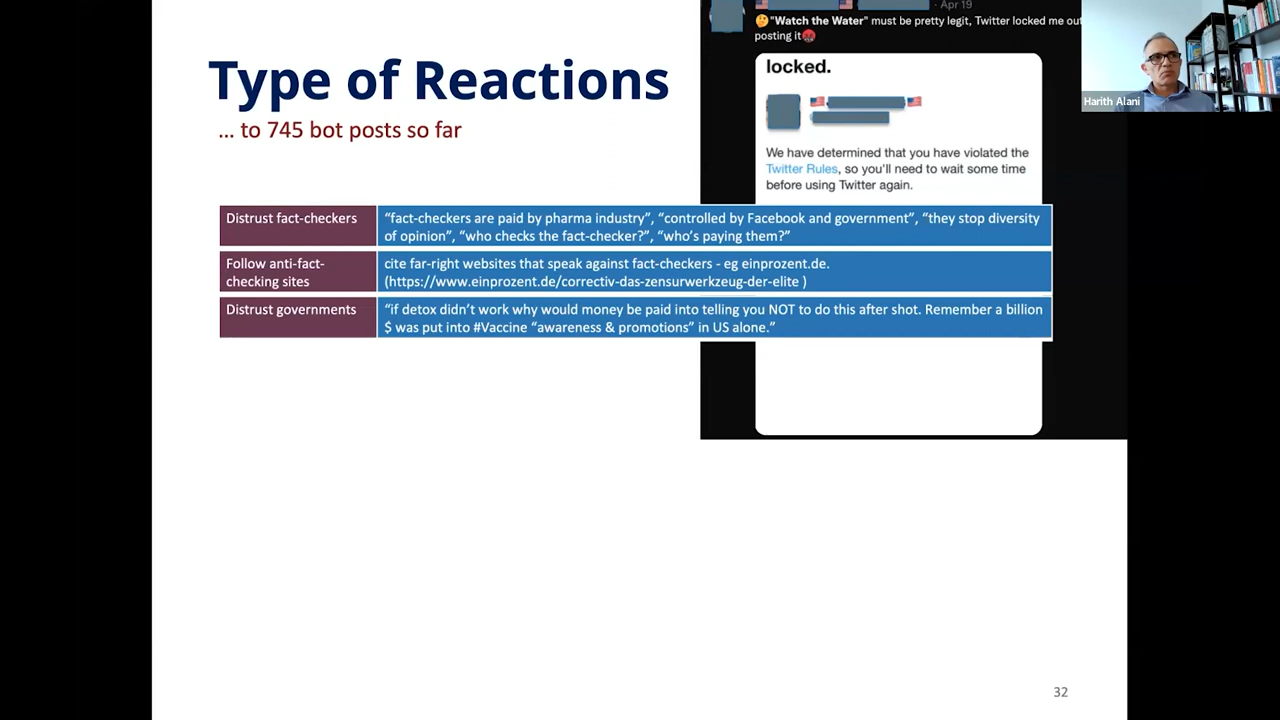 Apr 19
🤔"Watch the Water" must be pretty legit, Twitter locked me out
posting it🤬
locked.
Harith Alani
We have determined that you have violated the
Twitter Rules, so you'll need to wait some time
before using Twitter again.
Type of Reactions
... to 745 bot posts so far
Distrust fact-checkers
“fact-checkers are paid by pharma industry”, “controlled by Facebook and government”, “they stop diversity
of opinion”, “who checks the fact-checker?”, “who’s paying them?”
Follow anti-fact-
checking sites
cite far-right websites that speak against fact-checkers - eg einprozent.de.
(https://www.einprozent.de/correctiv-das-zensurwerkzeug-der-elite )
Distrust governments
“if detox didn’t work why would money be paid into telling you NOT to do this after shot. Remember a billion
$ was put into #Vaccine “awareness & promotions” in US alone.”
32